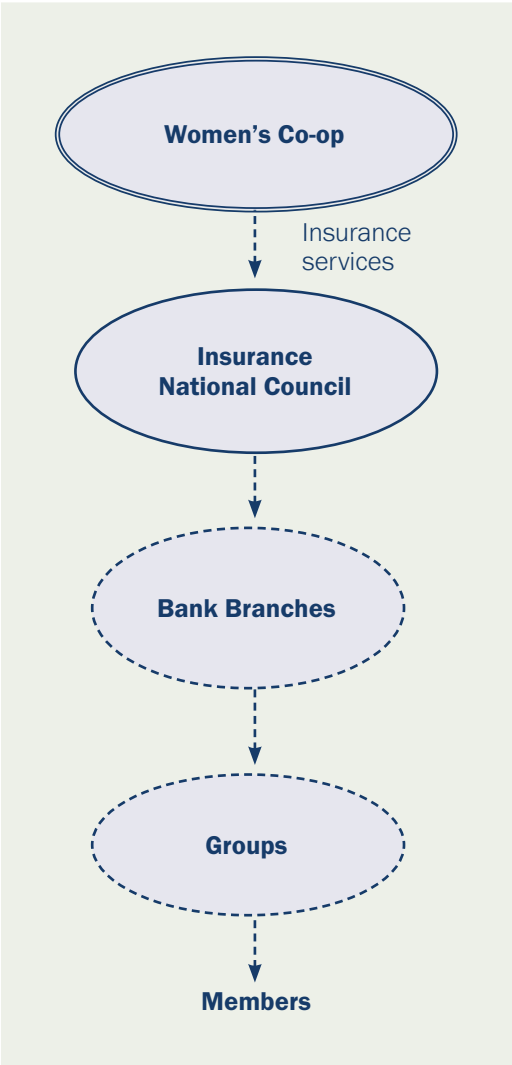 Women’s Co-op
Insurance
services
Insurance
National Council
Bank Branches
Groups
Members